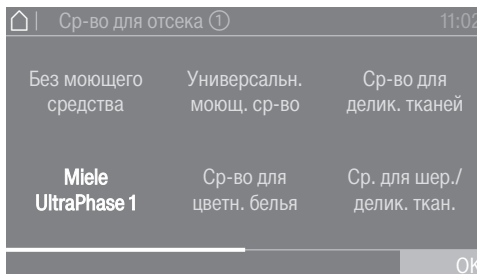 Ср-во для отсека ① 11:02
Без моющего
средства
Универсальн.
моющ. ср-во
Ср-во для
делик. тканей
Miele
UltraPhase 1
Ср-во для
цветн. белья
Ср. для шер./
делик. ткан.
OK